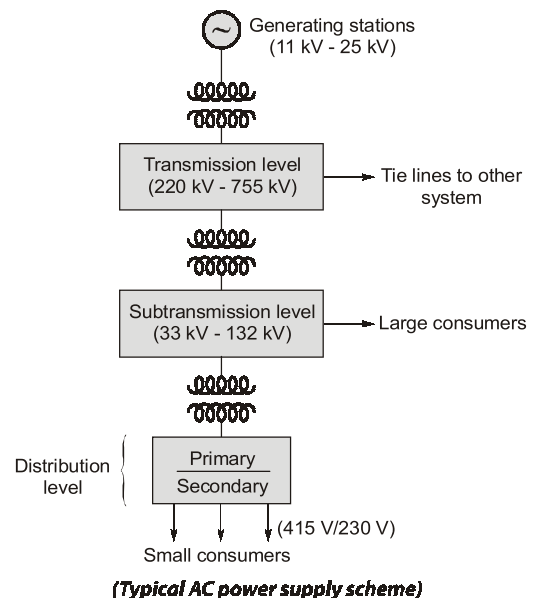 Generating stations
(11 kV - 25 kV)
~
Transmission level
(220 kV - 755 kV)
Tie lines to other
system
Subtransmission level
(33 kV - 132 kV)
Large consumers
Distribution
level
Primary
Secondary
(415 V/230 V)
Small consumers
(Typical AC power supply scheme)